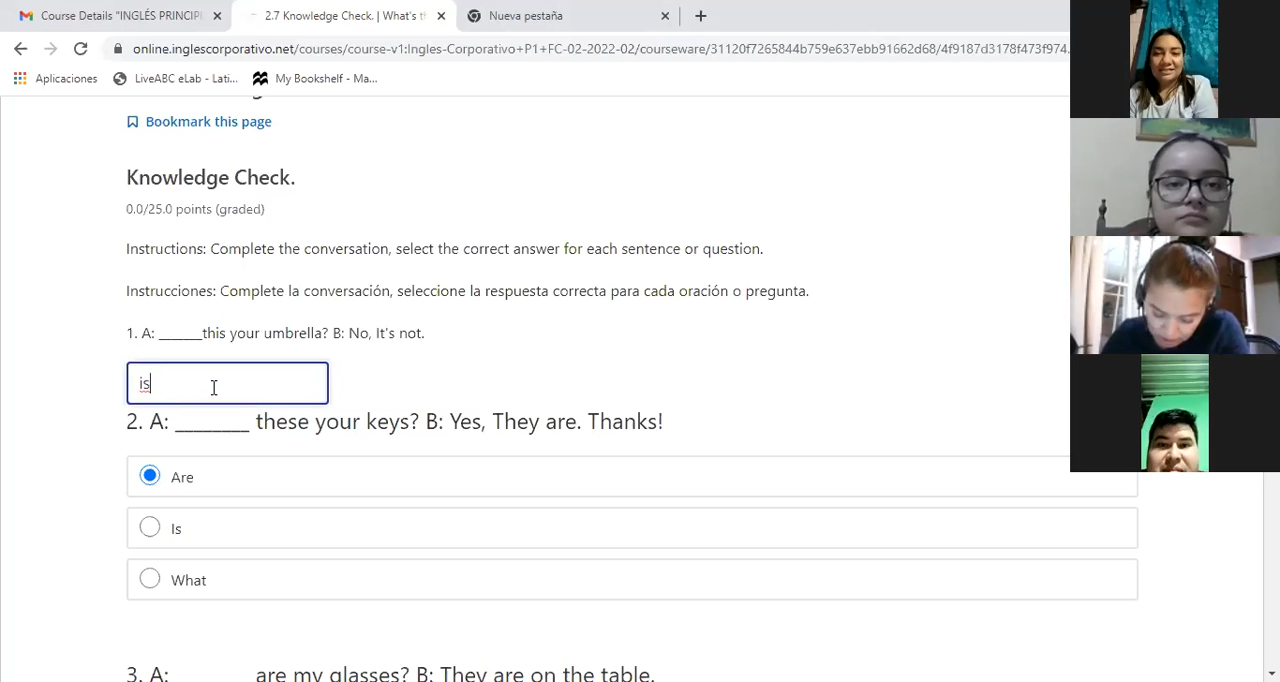 Course Details "INGLÉS PRINCIPI
2.7 Knowledge Check. | What's t
Nueva pestaña
online.inglescorporativo.net/courses/course-v1:Ingles-Corporativo+P1+FC-02-2022-02/courseware/31120f7265844b759e637ebb91662d68/4f9187d3178f473f974.
Aplicaciones
LiveABC eLab - Lati...
My Bookshelf - Ma...
Bookmark this page
Knowledge Check.
0.0/25.0 points (graded)
Instructions: Complete the conversation, select the correct answer for each sentence or question.
Instrucciones: Complete la conversación, seleccione la respuesta correcta para cada oración o pregunta.
1. A: ______this your umbrella? B: No, It's not.
is
2. A: _______ these your keys? B: Yes, They are. Thanks!
Are
Is
What
3. A: _______ are my glasses? B: They are on the table.